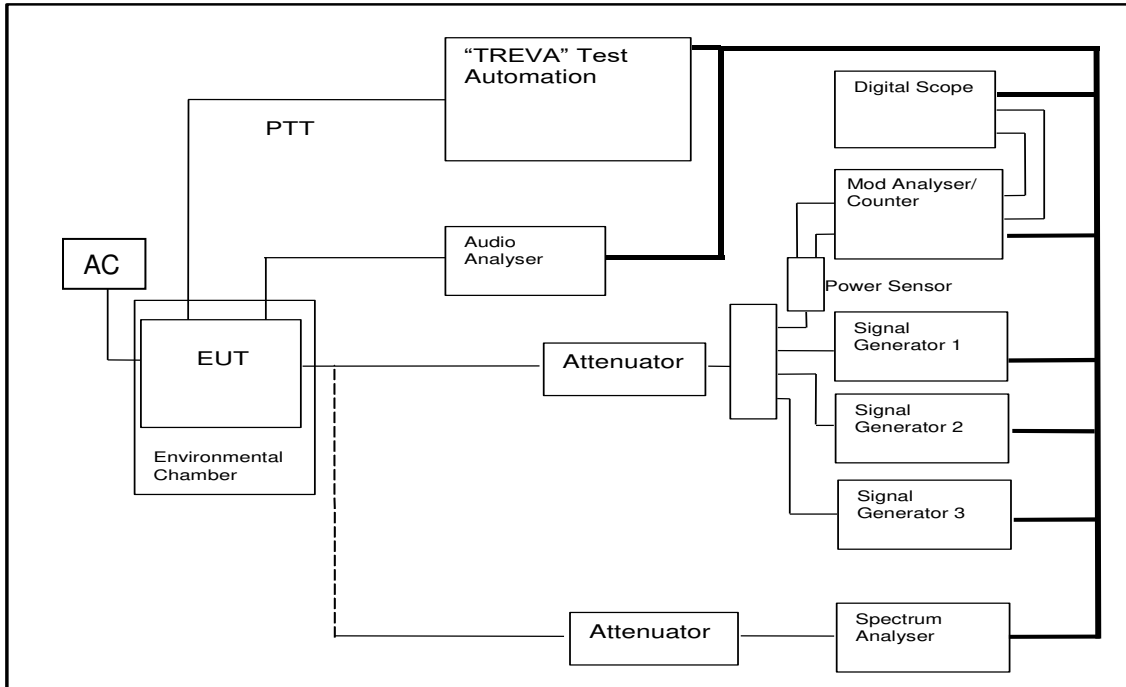 “TREVA” Test
Automation
Digital Scope
PTT
Mod Analyser/
Counter
Audio
Analyser
AC
Power Sensor
Signal
Generator 1
EUT
Attenuator
Signal
Generator 2
Environmental
Chamber
Signal
Generator 3
Attenuator
Spectrum
Analyser